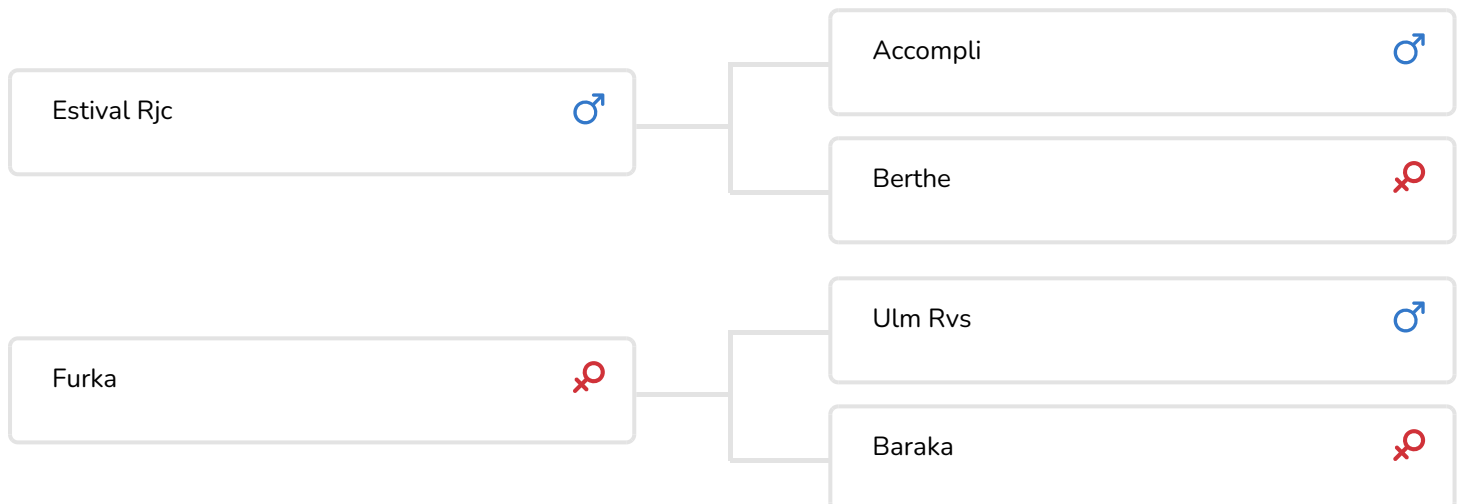 Accompli
Estival Rjc
Berthe
Ulm Rvs
Furka
Baraka